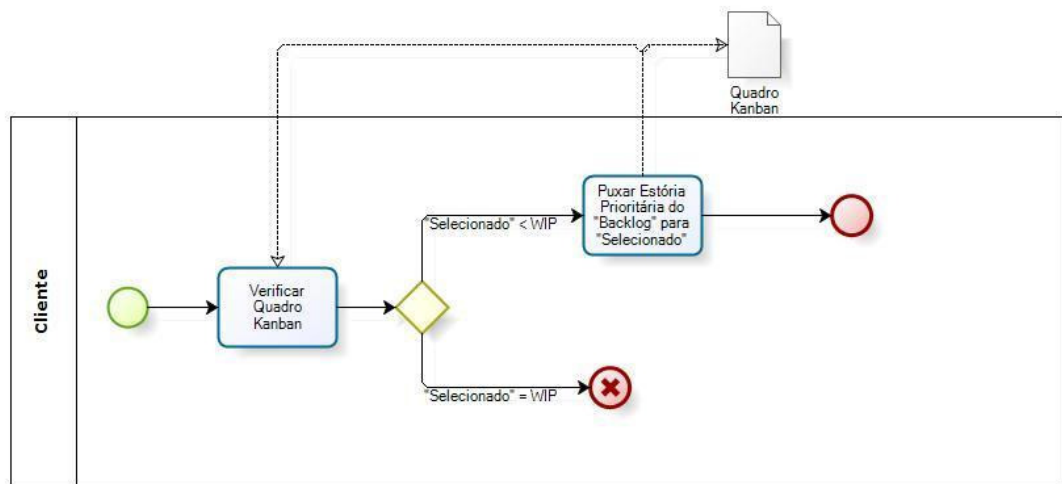 Quadro
Kanban
Cliente
Verificar
Quadro
Kanban
"Selecionado" < WIP
Puxar Estória
Prioritária do
"Backlog" para
"Selecionado"
"Selecionado" = WIP